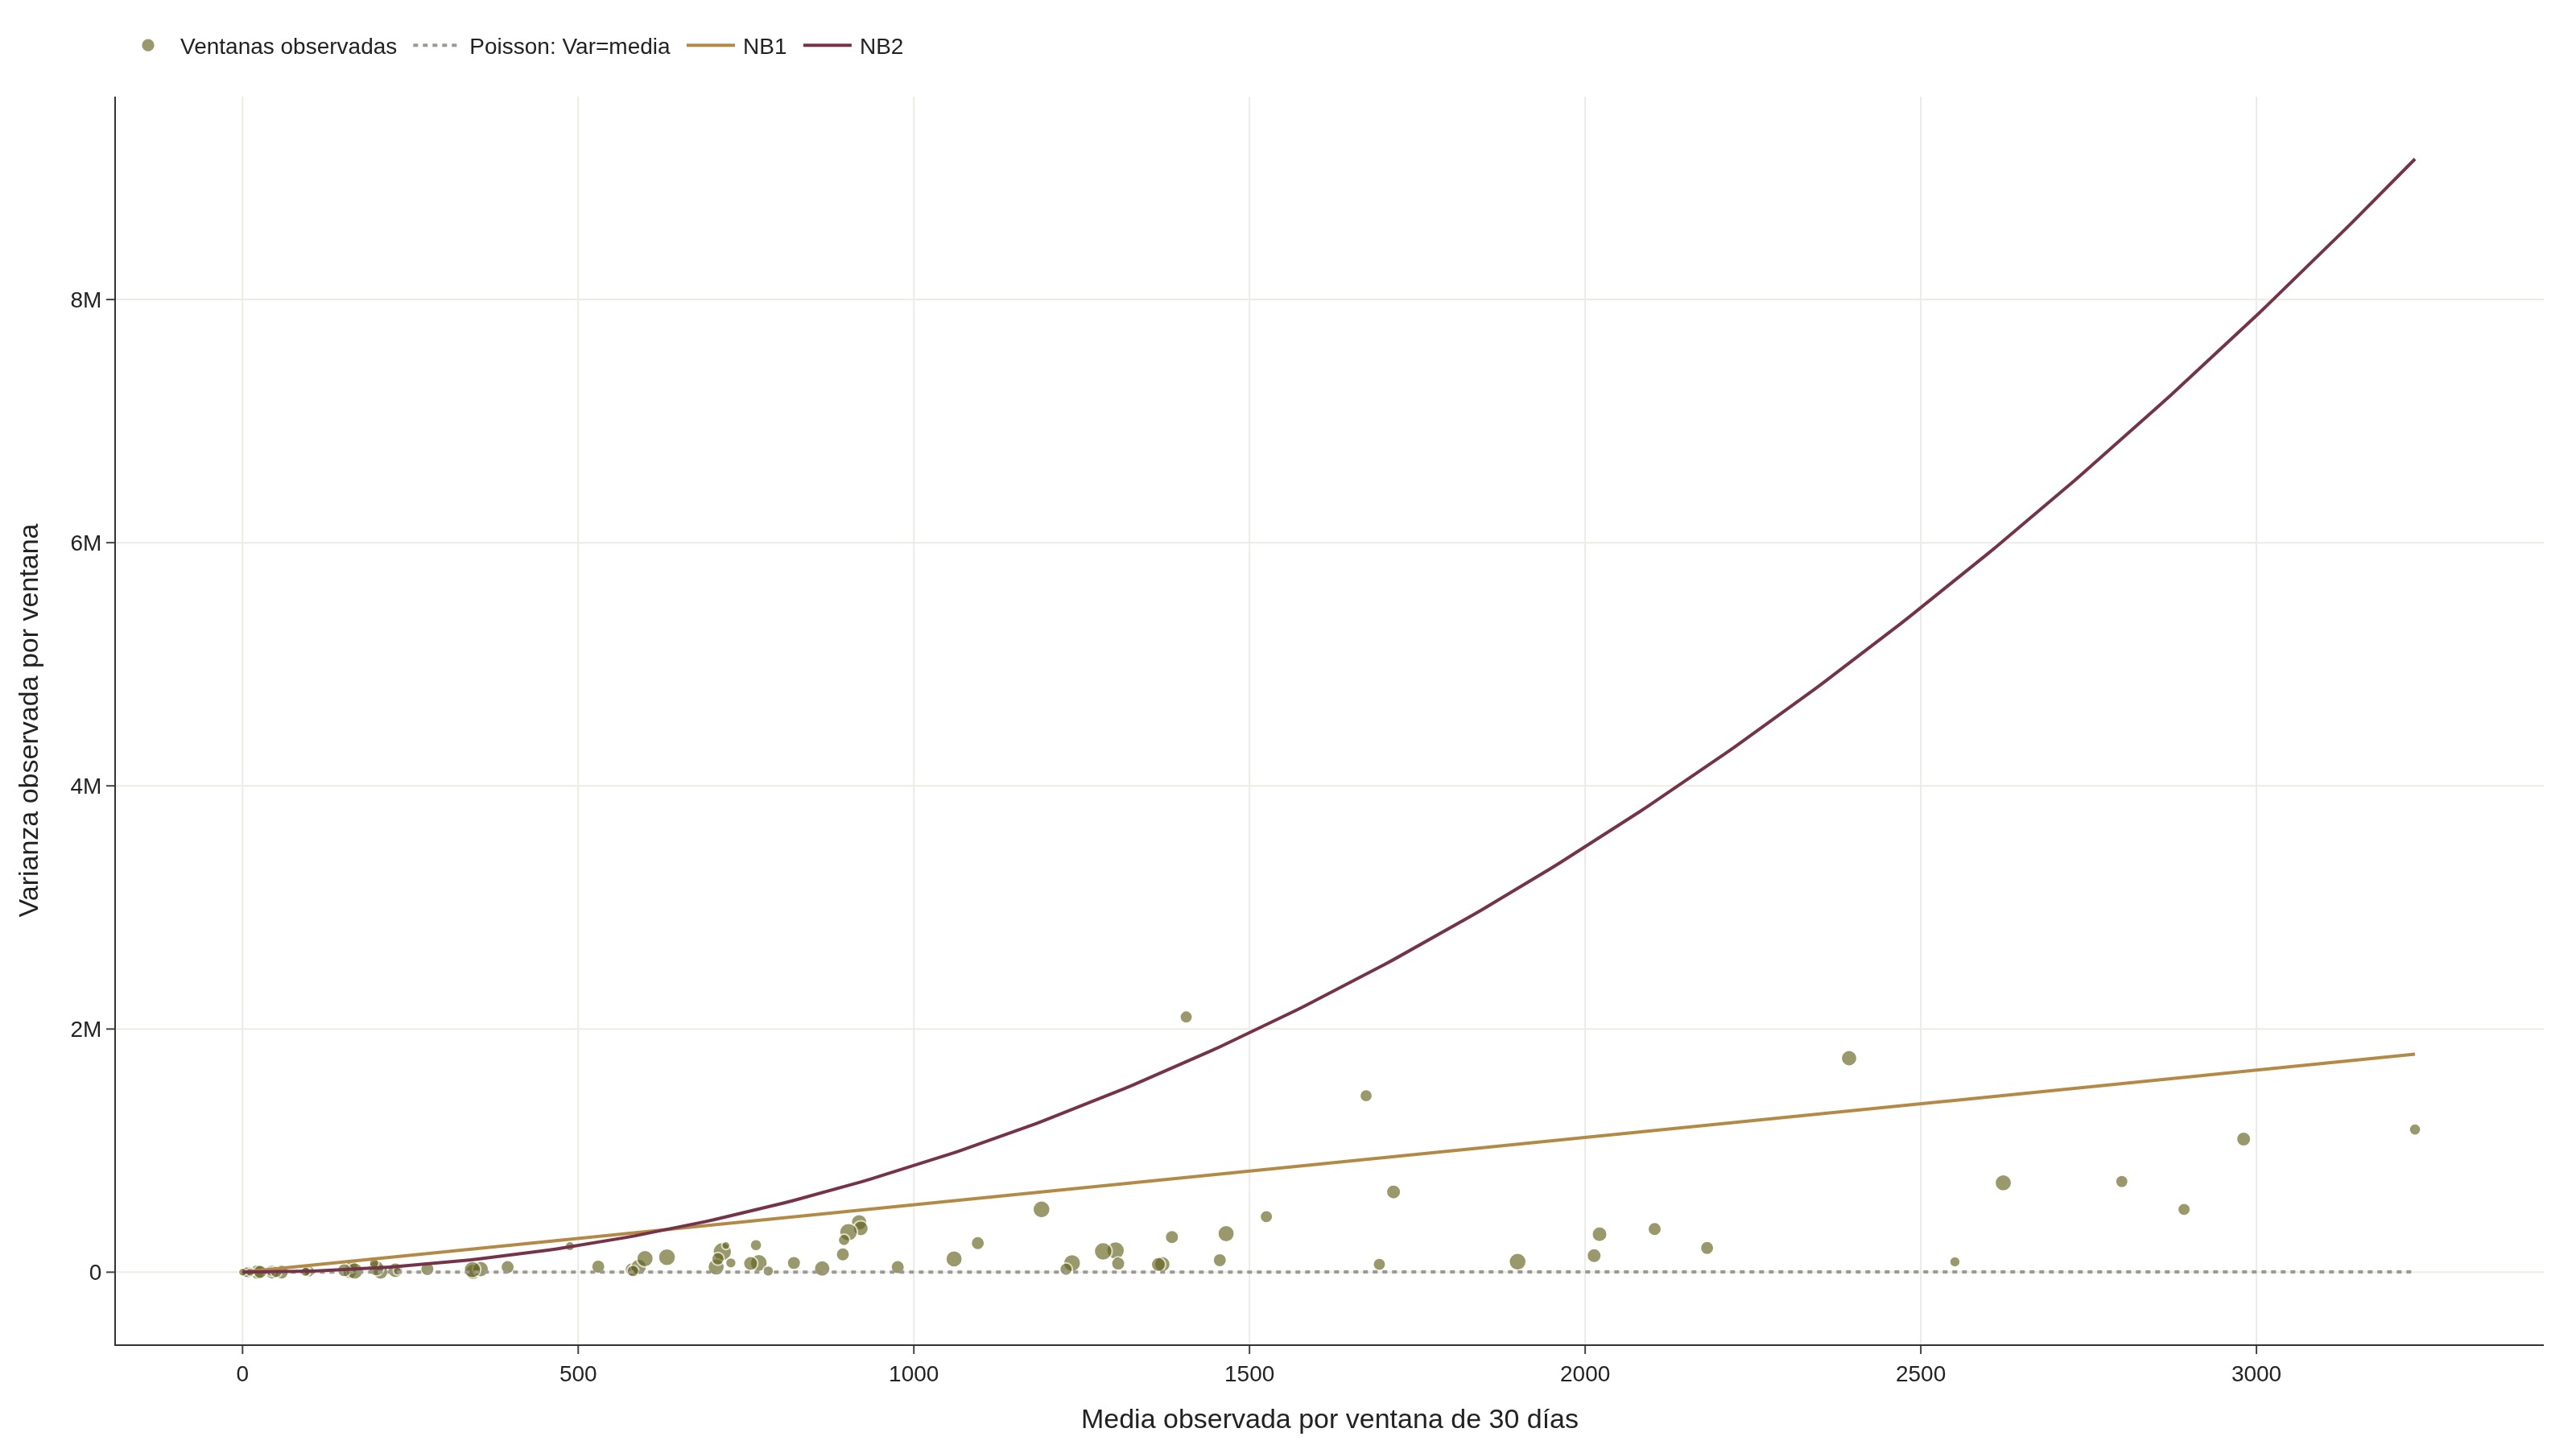 Ventanas observadas Poisson: Var=media NB1 NB2
Varianza observada por ventana
8M
6M
4M
2M
0
0 500 1000 1500 2000 2500 3000
Media observada por ventana de 30 días